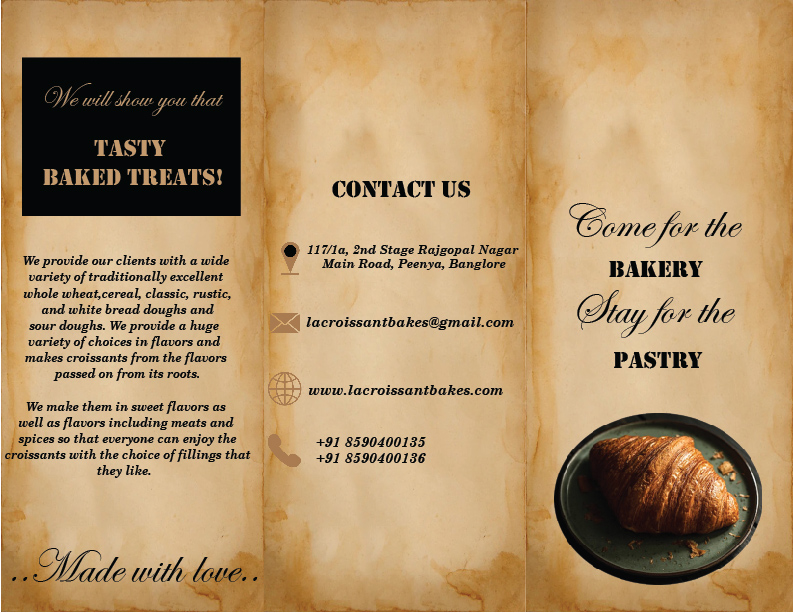 We will show you that
TASTY
BAKED TREATS!
We provide our clients with a wide
variety of traditionally excellent
whole wheat,cereal, classic, rustic,
and white bread doughs and
sour doughs. We provide a huge
variety of choices in flavors and
makes croissants from the flavors
passed on from its roots.
We make them in sweet flavors as
well as flavors including meats and
spices so that everyone can enjoy the
croissants with the choice of fillings that
they like.
..Made with love..
CONTACT US
117/1a, 2nd Stage Rajgopal Nagar
Main Road, Peenya, Banglore
lacroissantbakes@gmail.com
www.lacroissantbakes.com
+91 8590400135
+91 8590400136
Come for the
BAKERY
Stay for the
PASTRY